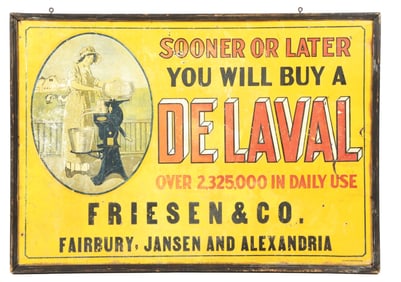 SOONER OR LATER
YOU WILL BUY A
DE LAVAL
OVER 2,325,000 IN DAILY USE
FRIESEN & CO.
FAIRBURY, JANSEN AND ALEXANDRIA